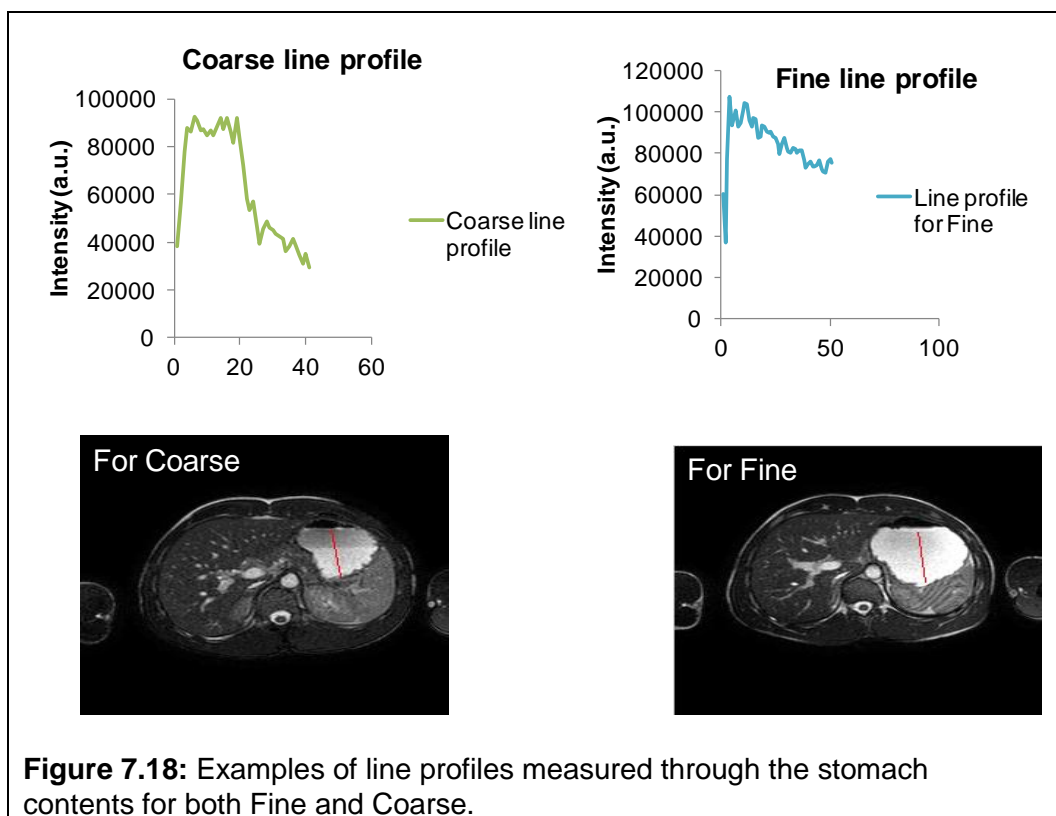 Coarse line profile
100000
80000
60000
40000
20000
0
0 20 40 60
Intensity (a.u.)
Coarse line
profile
Fine line profile
120000
100000
80000
60000
40000
20000
0
0 50 100
Intensity (a.u.)
Line profile
for Fine
For Coarse
For Fine
Figure 7.18: Examples of line profiles measured through the stomach
contents for both Fine and Coarse.